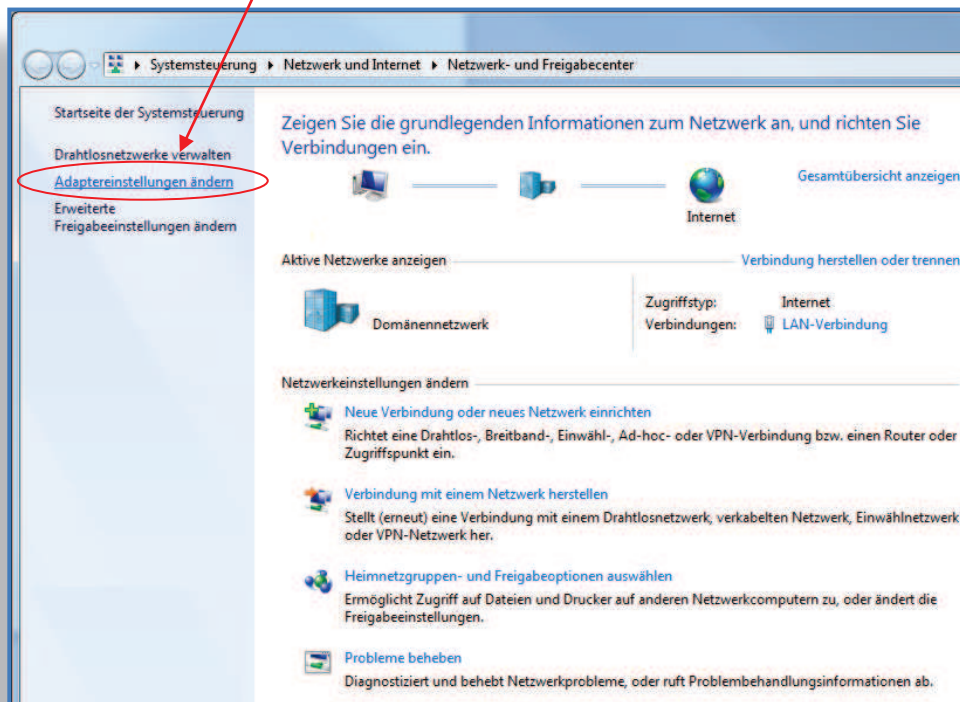 Systemsteuerung ▸ Netzwerk und Internet ▸ Netzwerk- und Freigabecenter
Startseite der Systemsteuerung
Drahtlosnetzwerke verwalten
Adaptereinstellungen ändern
Erweiterte
Freigabeeinstellungen ändern
Zeigen Sie die grundlegenden Informationen zum Netzwerk an, und richten Sie
Verbindungen ein.
Gesamtübersicht anzeigen
Internet
Aktive Netzwerke anzeigen
Verbindung herstellen oder trennen
Domänennetzwerk
Zugriffstyp: Internet
Verbindungen: LAN-Verbindung
Netzwerkeinstellungen ändern
Neue Verbindung oder neues Netzwerk einrichten
Richtet eine Drahtlos-, Breitband-, Einwähl-, Ad-hoc- oder VPN-Verbindung bzw. einen Router oder
Zugriffspunkt ein.
Verbindung mit einem Netzwerk herstellen
Stellt (erneut) eine Verbindung mit einem Drahtlosnetzwerk, verkabelten Netzwerk, Einwählnetzwerk
oder VPN-Netzwerk her.
Heimnetzgruppen- und Freigabeoptionen auswählen
Ermöglicht Zugriff auf Dateien und Drucker auf anderen Netzwerkcomputern zu, oder ändert die
Freigabeeinstellungen.
Probleme beheben
Diagnostiziert und behebt Netzwerkprobleme, oder ruft Problembehandlungsinformationen ab.